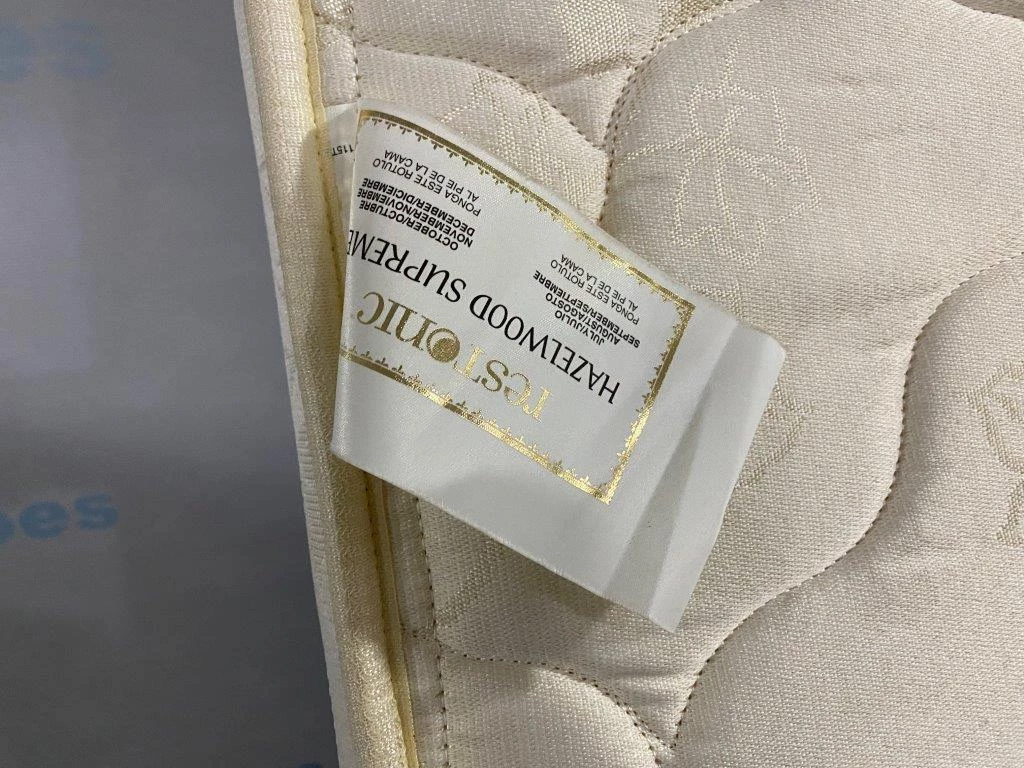 resTonic
HAZELWOOD SUPREME
JULY/JULIO
AUGUST/AGOSTO
SEPTEMBER/SEPTIEMBRE
PONGA ESTE ROTULO
AL PIE DE LA CAMA
OCTOBER/OCTUBRE
NOVEMBER/NOVIEMBRE
DECEMBER/DICIEMBRE
PONGA ESTE ROTULO
AL PIE DE LA CAMA